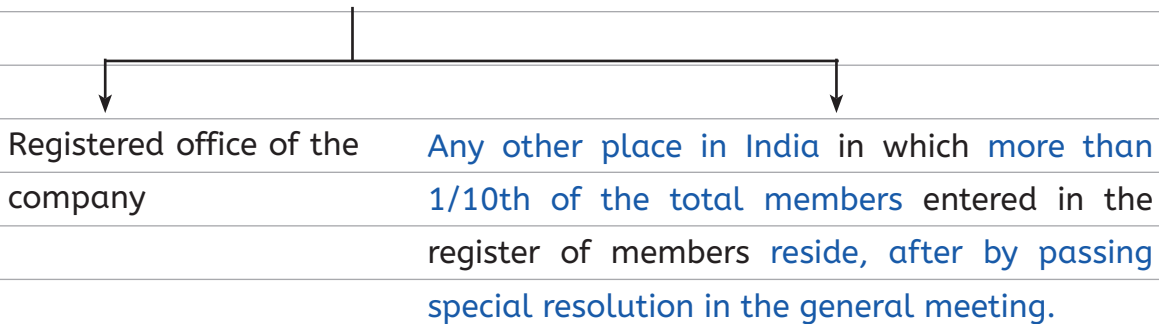 Registered office of the
company
Any other place in India in which more than
1/10th of the total members entered in the
register of members reside, after by passing
special resolution in the general meeting.